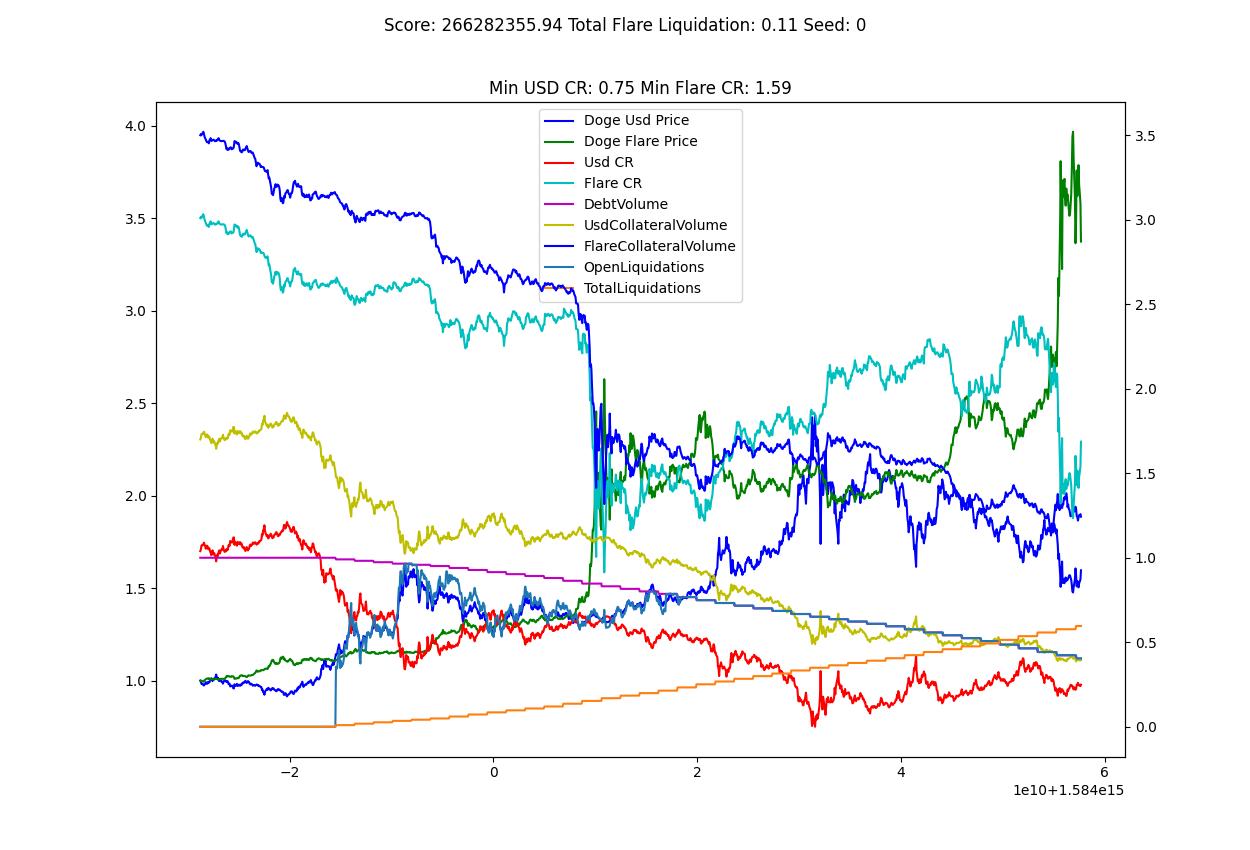 Score: 266282355.94 Total Flare Liquidation: 0.11 Seed: 0
Min USD CR: 0.75 Min Flare CR: 1.59
Doge Usd Price
Doge Flare Price
Usd CR
Flare CR
DebtVolume
UsdCollateralVolume
FlareCollateralVolume
OpenLiquidations
TotalLiquidations
4.0
3.5
3.0
2.5
2.0
1.5
1.0
3.5
3.0
2.5
2.0
1.5
1.0
0.5
0.0
−2 0 2 4 6
1e10+1.584e15